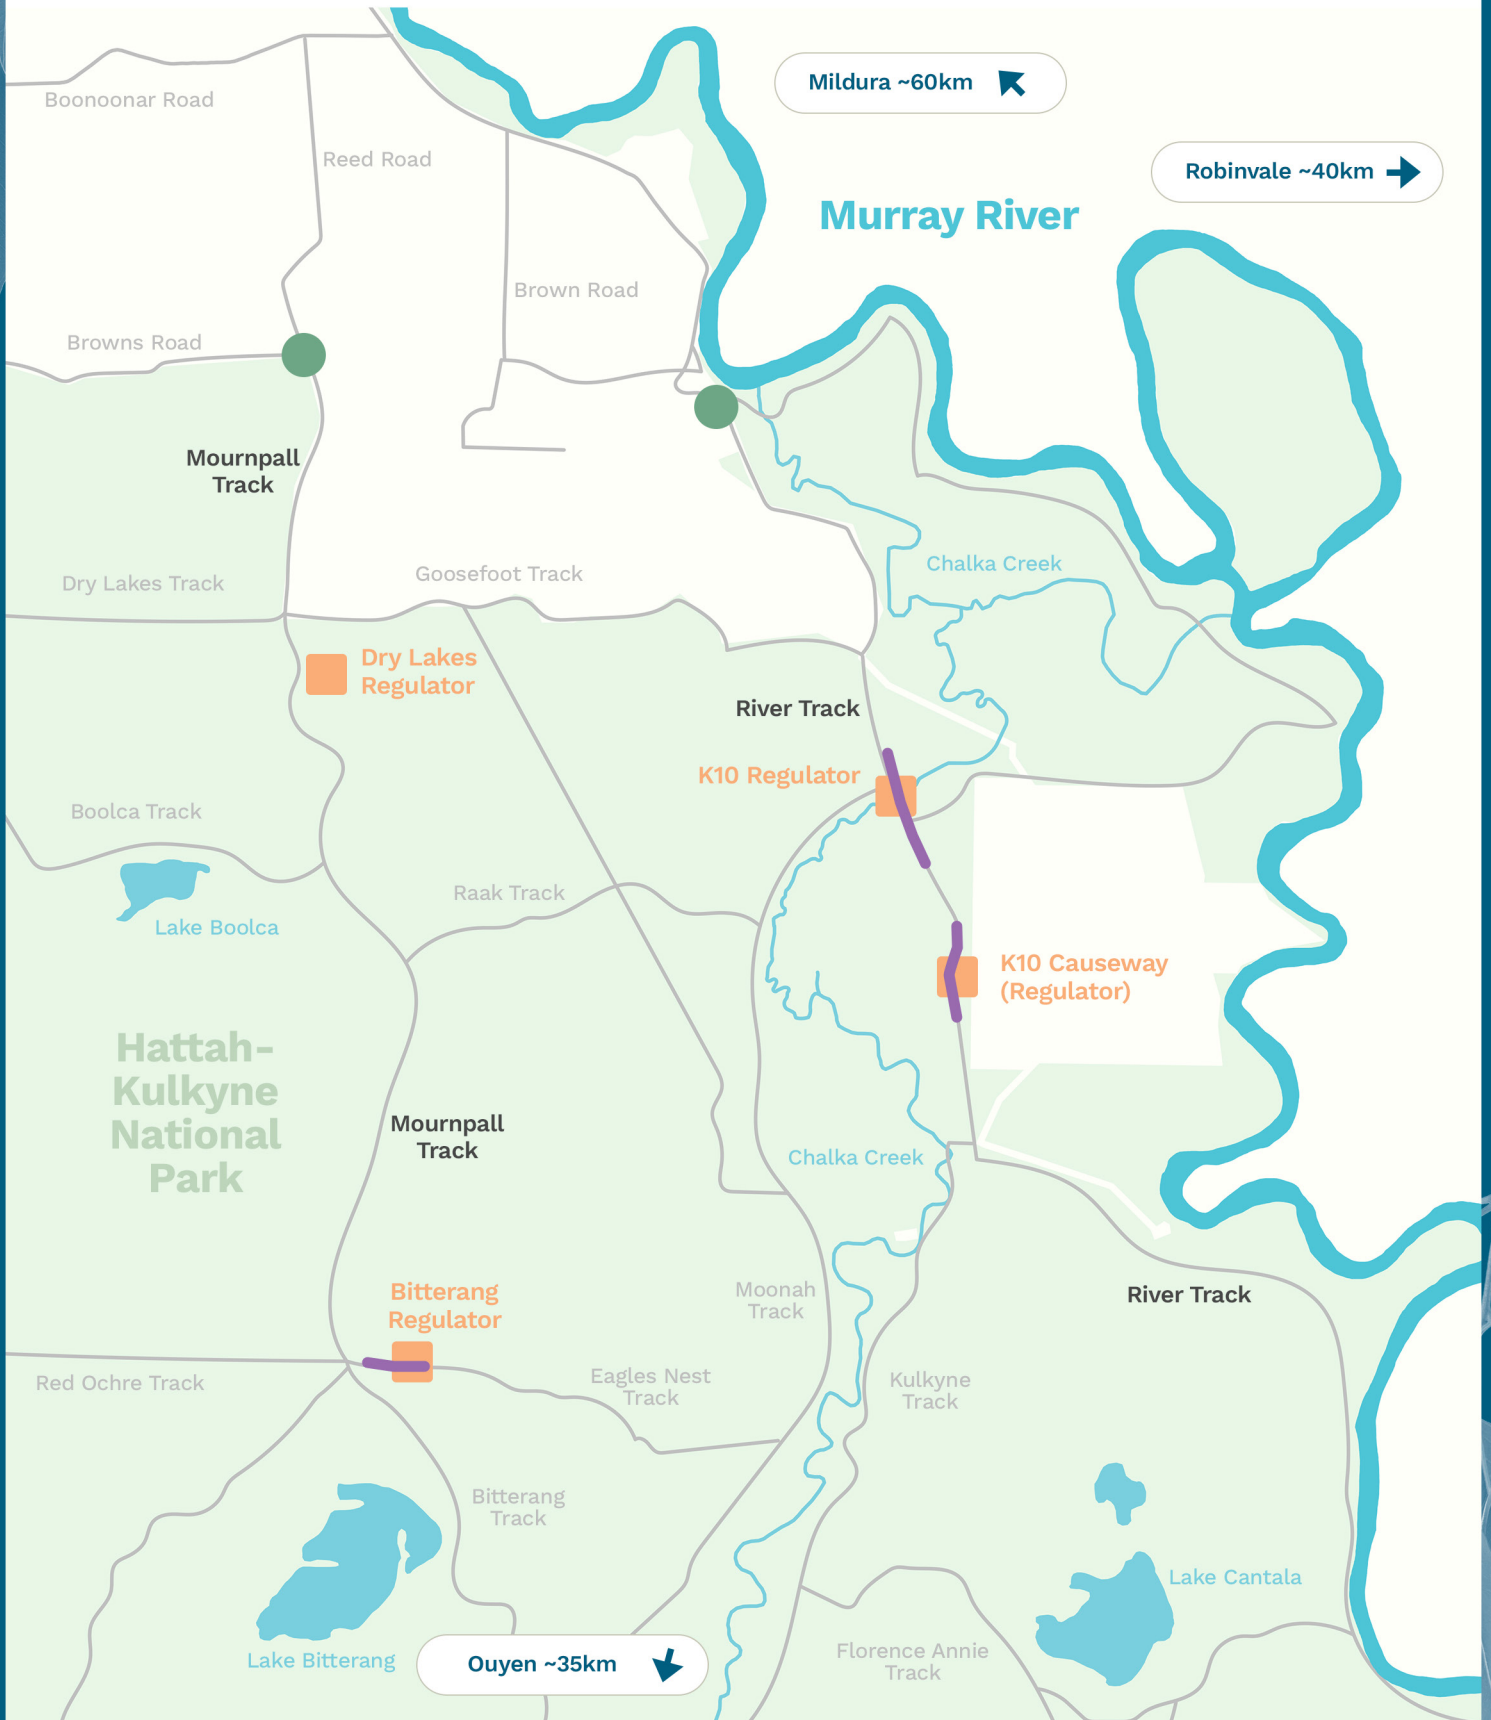 Mildura ~60km
Boonoonar Road
Reed Road
Robinvale ~40km
Murray River
Brown Road
Browns Road
Mournpall
Track
Chalka Creek
Goosefoot Track
Dry Lakes Track
Dry Lakes
Regulator
River Track
K10 Regulator
Boolca Track
Raak Track
Lake Boolca
K10 Causeway
(Regulator)
Hattah-
Kulkyne
National
Park
Mournpall
Track
Chalka Creek
Bitterang
Regulator
Moonah
Track
River Track
Red Ochre Track
Eagles Nest
Track
Kulkyne
Track
Bitterang
Track
Lake Cantala
Lake Bitterang
Ouyen ~35km
Florence Annie
Track